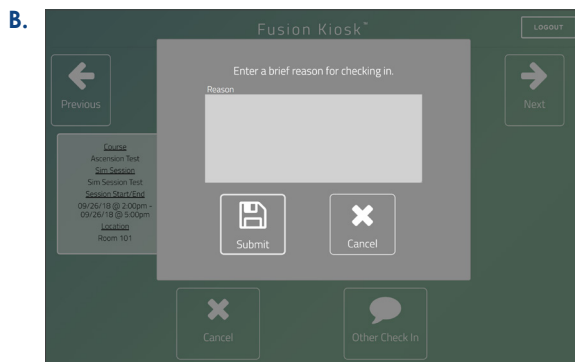 B.
Fusion Kiosk™
LOGOUT
Previous
Next
Enter a brief reason for checking in.
Reason
Course
Ascension Test
Sim Session
Sim Session Test
Session Start/End
09/26/18 @ 2:00pm -
09/26/18 @ 5:00pm
Location
Room 101
Submit
Cancel
Cancel
Other Check In